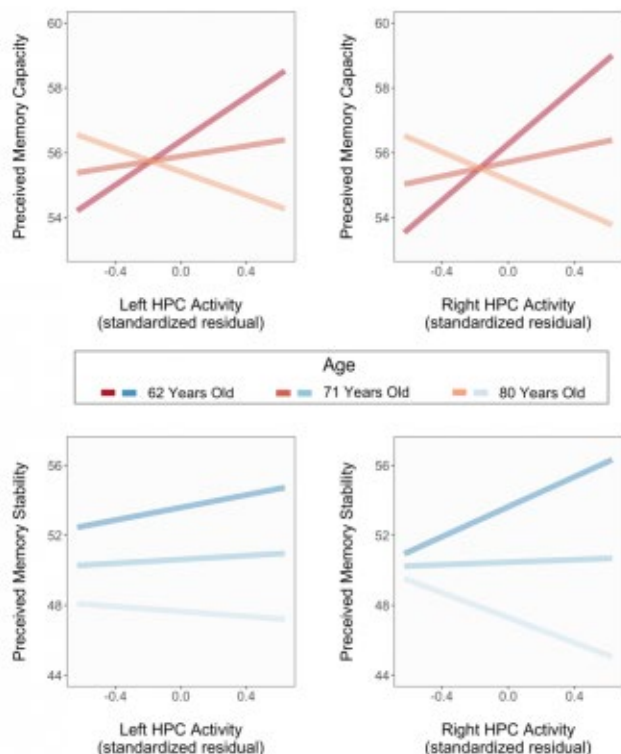 60
58
56
54
Preceived Memory Capacity
-0.4
0.0
0.4
Left HPC Activity
(standardized residual)
60
58
56
54
Preceived Memory Capacity
-0.4
0.0
0.4
Right HPC Activity
(standardized residual)
Age
62 Years Old
71 Years Old
80 Years Old
56
52
48
44
Preceived Memory Stability
-0.4
0.0
0.4
Left HPC Activity
(standardized residual)
56
52
48
44
Preceived Memory Stability
-0.4
0.0
0.4
Right HPC Activity
(standardized residual)